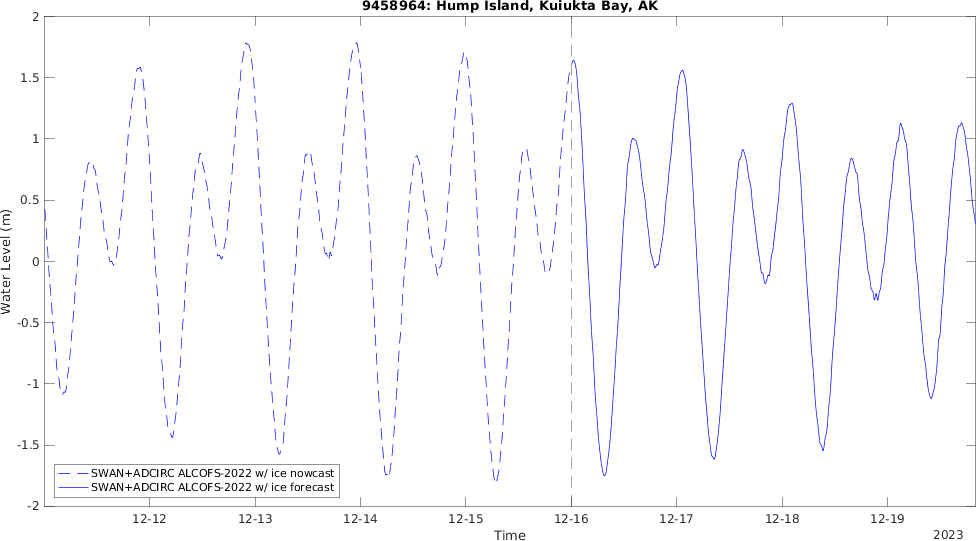 9458964: Hump Island, Kuiukta Bay, AK
2
1.5
1
0.5
0
-0.5
-1
-1.5
-2
Water Level (m)
SWAN+ADCIRC ALCOFS-2022 w/ ice nowcast
SWAN+ADCIRC ALCOFS-2022 w/ ice forecast
12-12 12-13 12-14 12-15 12-16 12-17 12-18 12-19
Time
2023